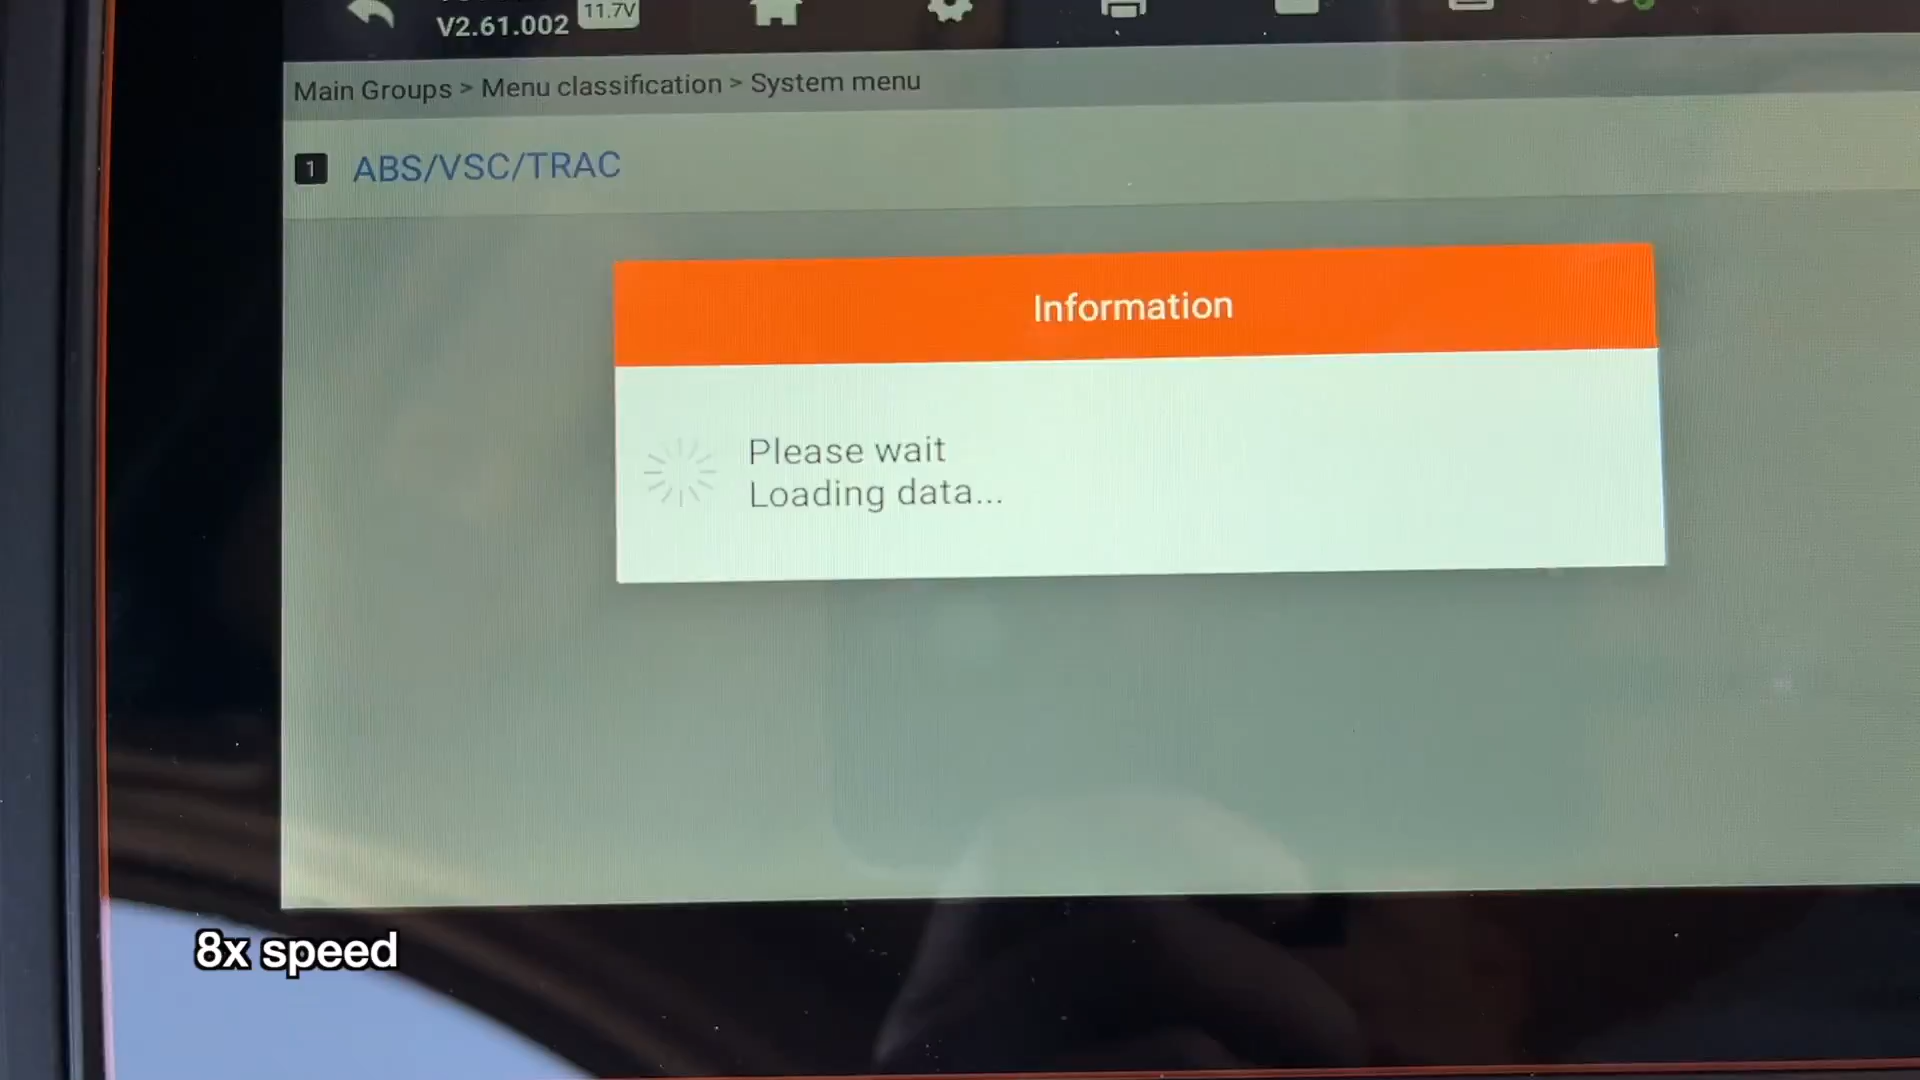 V2.61.002
11.7V
Main Groups > Menu classification > System menu
1 ABS/VSC/TRAC
Information
Please wait
Loading data...
8x speed